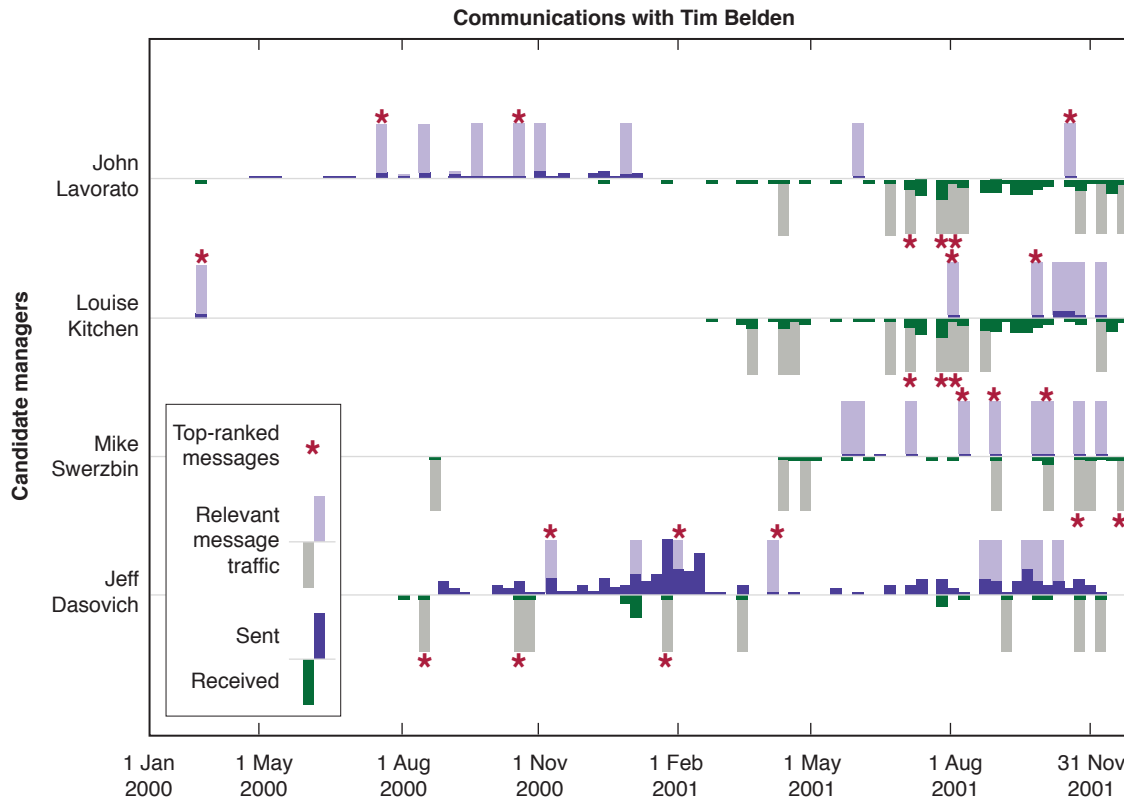 Communications with Tim Belden
Candidate managers
John
Lavorato
Louise
Kitchen
Mike
Swerzbin
Jeff
Dasovich
Top-ranked
messages
Relevant
message
traffic
Sent
Received
1 Jan
2000
1 May
2000
1 Aug
2000
1 Nov
2000
1 Feb
2001
1 May
2001
1 Aug
2001
31 Nov
2001